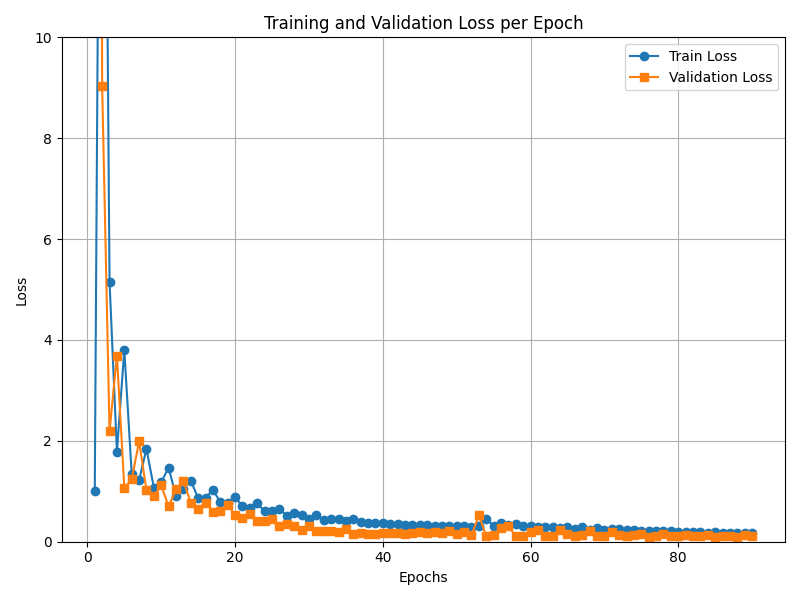 Training and Validation Loss per Epoch
Train Loss
Validation Loss
Loss
10
8
6
4
2
0
0 20 40 60 80
Epochs